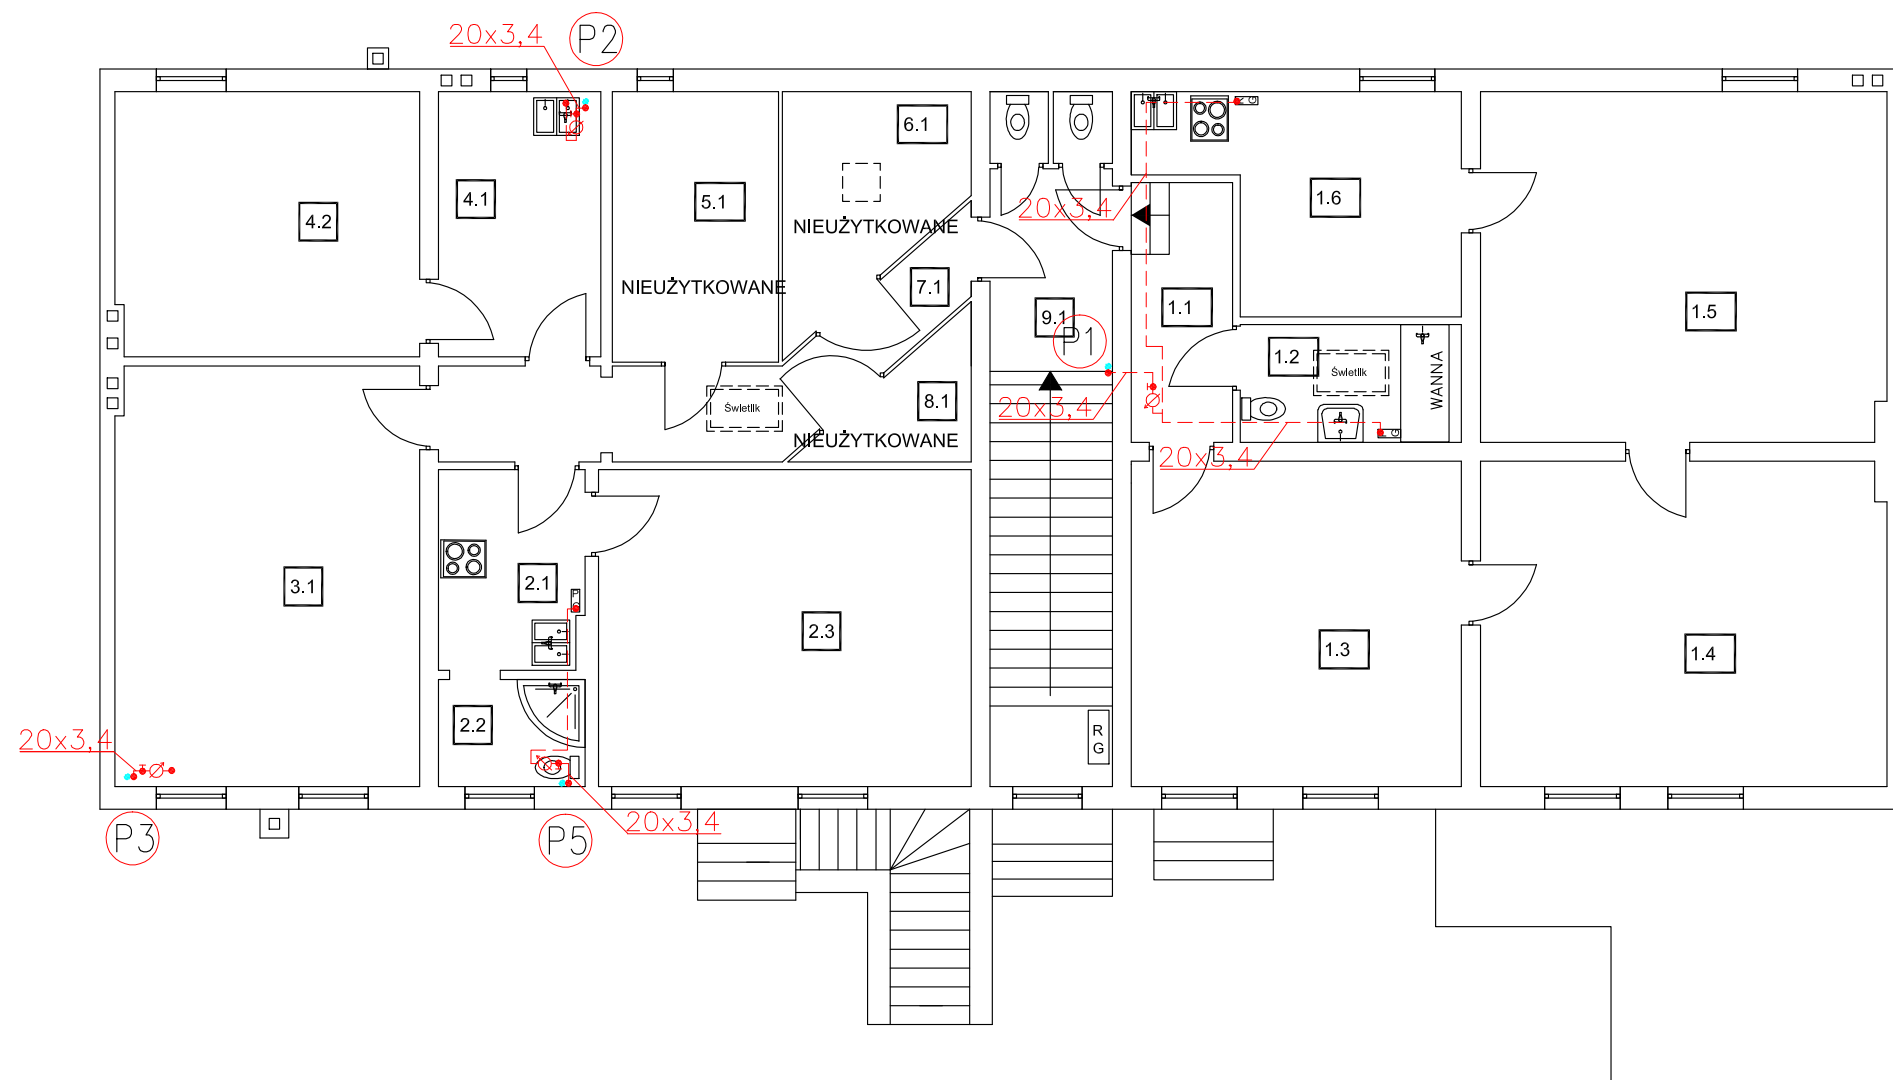 20x3,4
P2
6.1
4.1
5.1
1.6
4.2
20x3,4
NIEUŻYTKOWANE
NIEUŻYTKOWANE
7.1
1.1
1.5
9.1
P1
1.2
Świetlik
WANNA
8.1
Świetlik
20x3,4
NIEUŻYTKOWANE
20x3,4
3.1
2.1
2.3
1.3
1.4
2.2
R
G
20x3,4
20x3,4
P3
P5